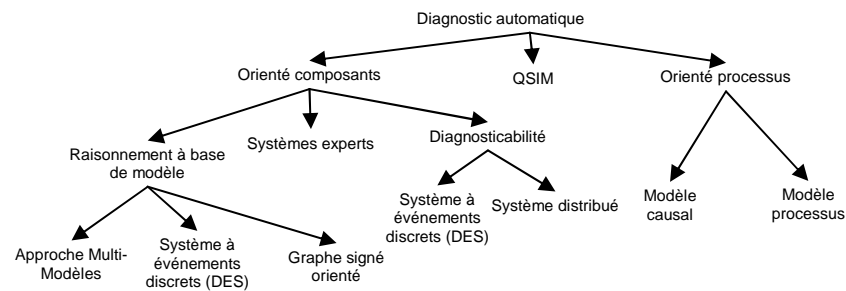 Diagnostic automatique
Orienté composants
QSIM
Orienté processus
Raisonnement à base
de modèle
Systèmes experts
Diagnosticabilité
Modèle
causal
Modèle
processus
Système à
événements
discrets (DES)
Système distribué
Approche Multi-
Modèles
Système à
événements
discrets (DES)
Graphe signé
orienté